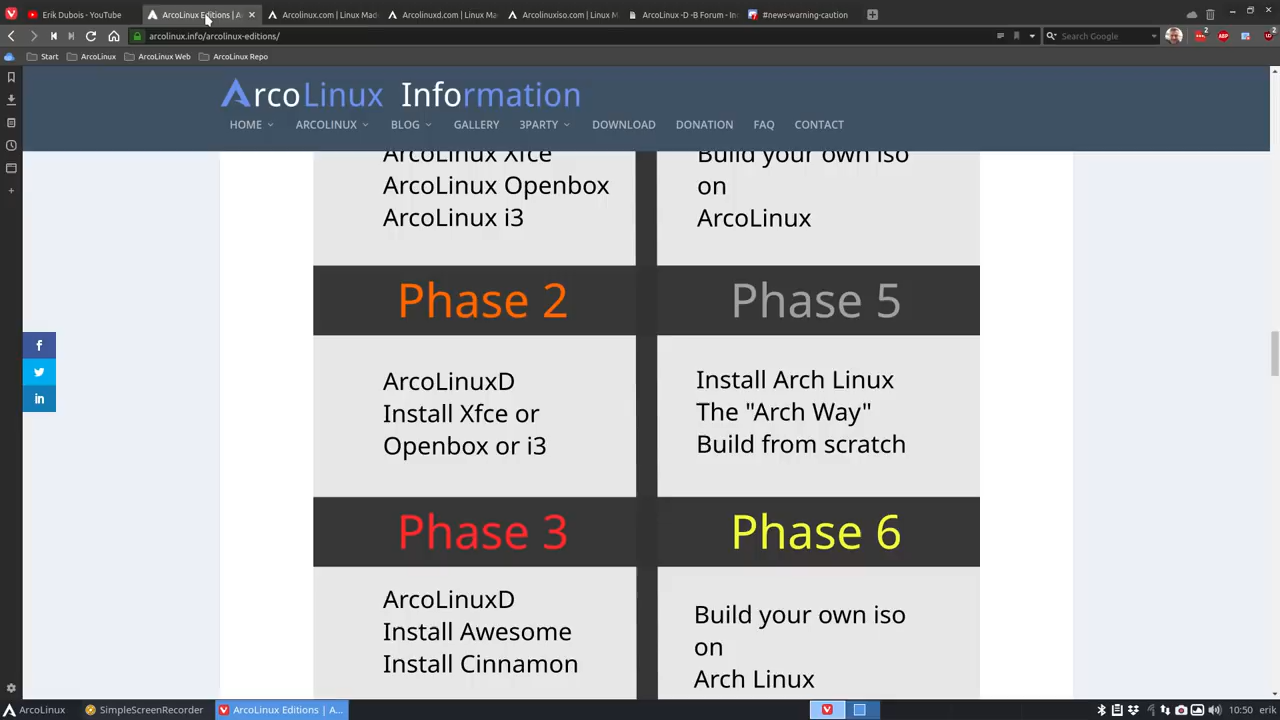 Erik Dubois - YouTube
ArcoLinux Editions | A
Arcolinux.com | Linux Mad
Arcolinuxd.com | Linux Ma
Arcolinuxiso.com | Linux M
ArcoLinux -D -B Forum - In
#news-warning-caution
arcolinux.info/arcolinux-editions/
Search Google
Start
ArcoLinux
ArcoLinux Web
ArcoLinux Repo
ArcoLinux Information
HOME
ARCOLINUX
BLOG
GALLERY
3PARTY
DOWNLOAD
DONATION
FAQ
CONTACT
ArcoLinux Xfce
ArcoLinux Openbox
ArcoLinux i3
Build your own iso
on
ArcoLinux
Phase 2
ArcoLinuxD
Install Xfce or
Openbox or i3
Phase 5
Install Arch Linux
The "Arch Way"
Build from scratch
Phase 3
ArcoLinuxD
Install Awesome
Install Cinnamon
Phase 6
Build your own iso
on
Arch Linux
ArcoLinux
SimpleScreenRecorder
ArcoLinux Editions | A...
10:50 erik